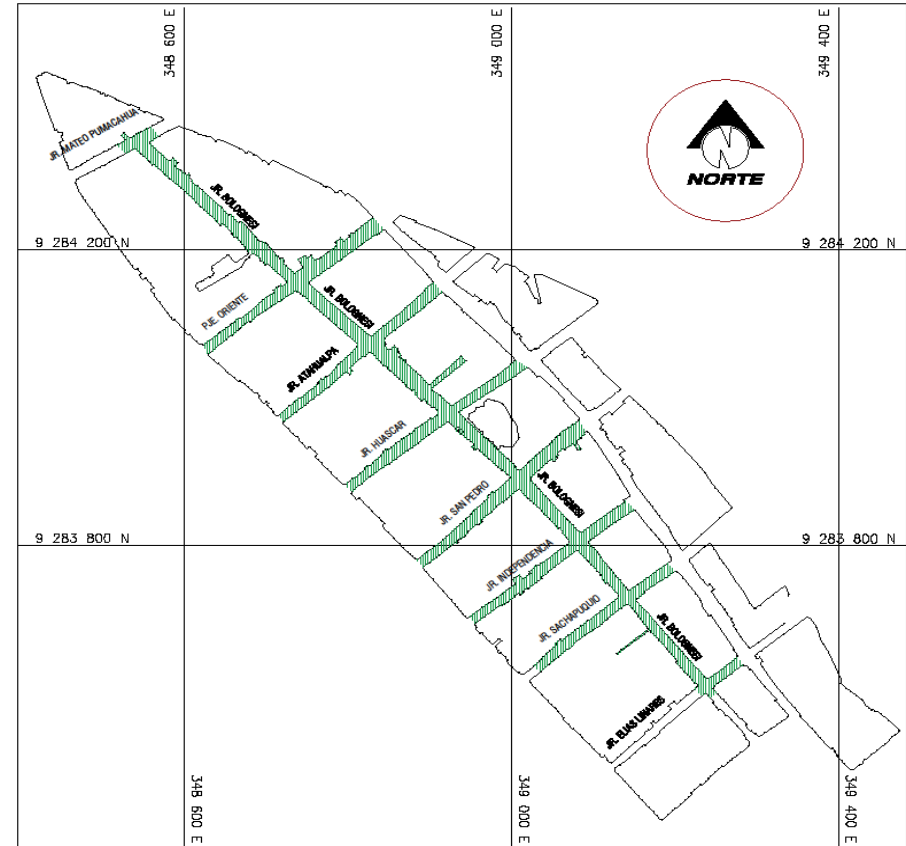 348 600 E
349 000 E
349 400 E
JR. MATEO PUMACAHUA
NORTE
JR. BOLOGNESI
9 284 200 N
9 284 200 N
PJE. ORIENTE
JR. BOLOGNESI
JR. ATAHUALPA
JR. HUASCAR
JR. SAN PEDRO
JR. BOLOGNESI
9 283 800 N
9 283 800 N
JR. INDEPENDENCIA
JR. SACHAPUQUIO
JR. BOLOGNESI
JR. ELIAS LINARES
348 600 E
349 000 E
349 400 E